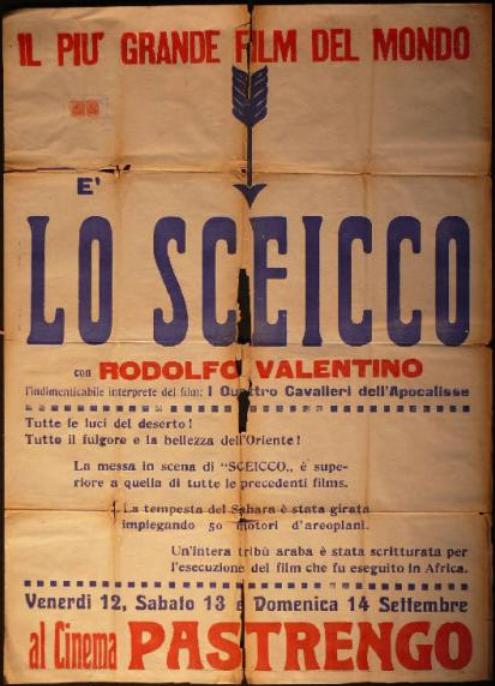 IL PIU' GRANDE FILM DEL MONDO
E'
LO SCEICCO
con RODOLFO VALENTINO
l'indimenticabile interprete del film: I Quattro Cavalieri dell'Apocalisse
Tutte le luci del deserto!
Tutto il fulgore e la bellezza dell'Oriente!
La messa in scena di "SCEICCO,, è supe-
riore a quella di tutte le precedenti films.
La tempesta del Sahara è stata girata
impiegando 50 motori d'areoplani.
Un'intera tribù araba è stata scritturata per
l'esecuzione del film che fu eseguito in Africa.
Venerdi 12, Sabato 13 e Domenica 14 Settembre
al Cinema PASTRENGO